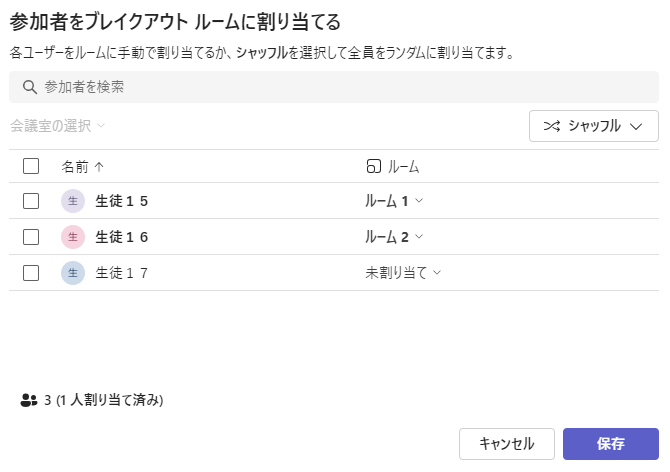 参加者をブレイクアウト ルームに割り当てる
各ユーザーをルームに手動で割り当てるか、シャッフルを選択して全員をランダムに割り当てます。
参加者を検索
会議室の選択
シャッフル
名前 ↑ ルーム
生 生徒１５ ルーム 1
生 生徒１６ ルーム 2
生 生徒１７ 未割り当て
3 (1 人割り当て済み)
キャンセル 保存